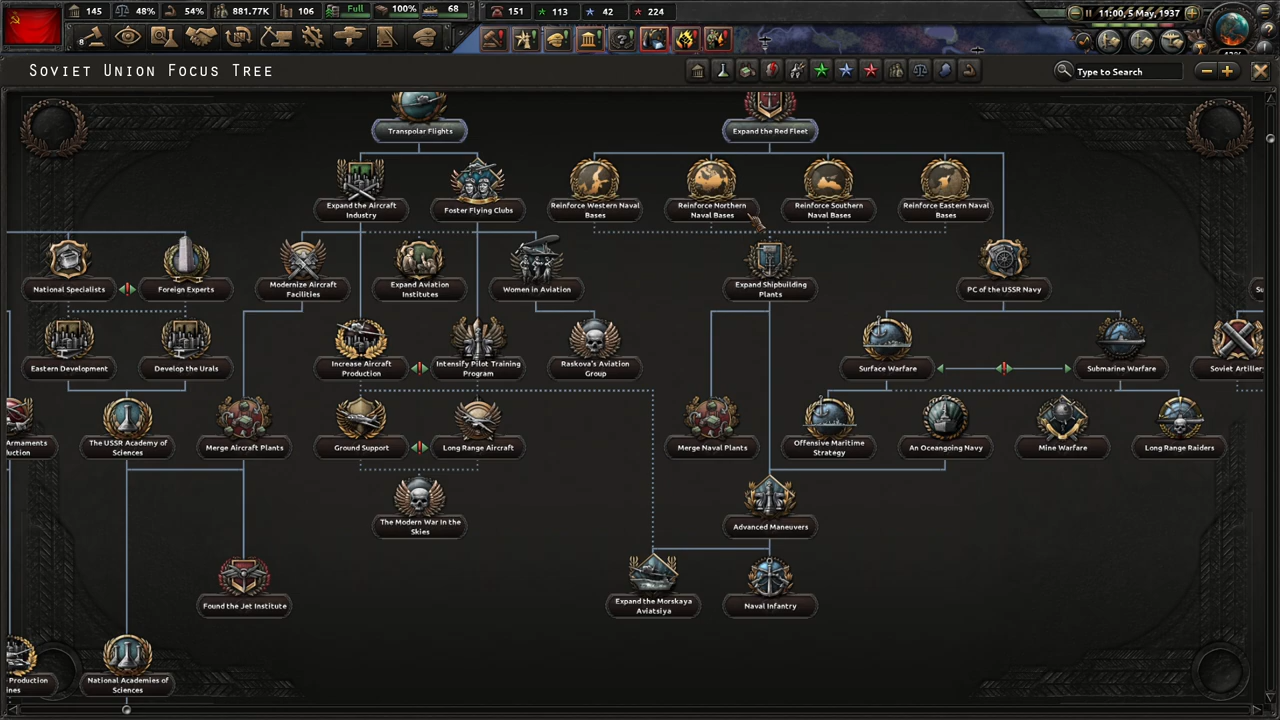 145 48% 54% 881.77K 106 Full 100% 68 151 113 42 224 11:00, 5 May, 1937
8
Soviet Union Focus Tree
Type to Search
Transpolar Flights
Expand the Red Fleet
Expand the Aircraft
Industry
Foster Flying Clubs
Reinforce Western Naval
Bases
Reinforce Northern
Naval Bases
Reinforce Southern
Naval Bases
Reinforce Eastern Naval
Bases
National Specialists
Foreign Experts
Modernize Aircraft
Facilities
Expand Aviation
Institutes
Women in Aviation
Expand Shipbuilding
Plants
PC of the USSR Navy
Su
Eastern Development
Develop the Urals
Increase Aircraft
Production
Intensify Pilot Training
Program
Raskova's Aviation
Group
Surface Warfare
Submarine Warfare
Soviet Artiller
Armaments
duction
The USSR Academy of
Sciences
Merge Aircraft Plants
Ground Support
Long Range Aircraft
Merge Naval Plants
Offensive Maritime
Strategy
An Oceangoing Navy
Mine Warfare
Long Range Raiders
The Modern War in the
Skies
Advanced Maneuvers
Found the Jet Institute
Expand the Morskaya
Aviatsiya
Naval Infantry
Production
ines
National Academies of
Sciences